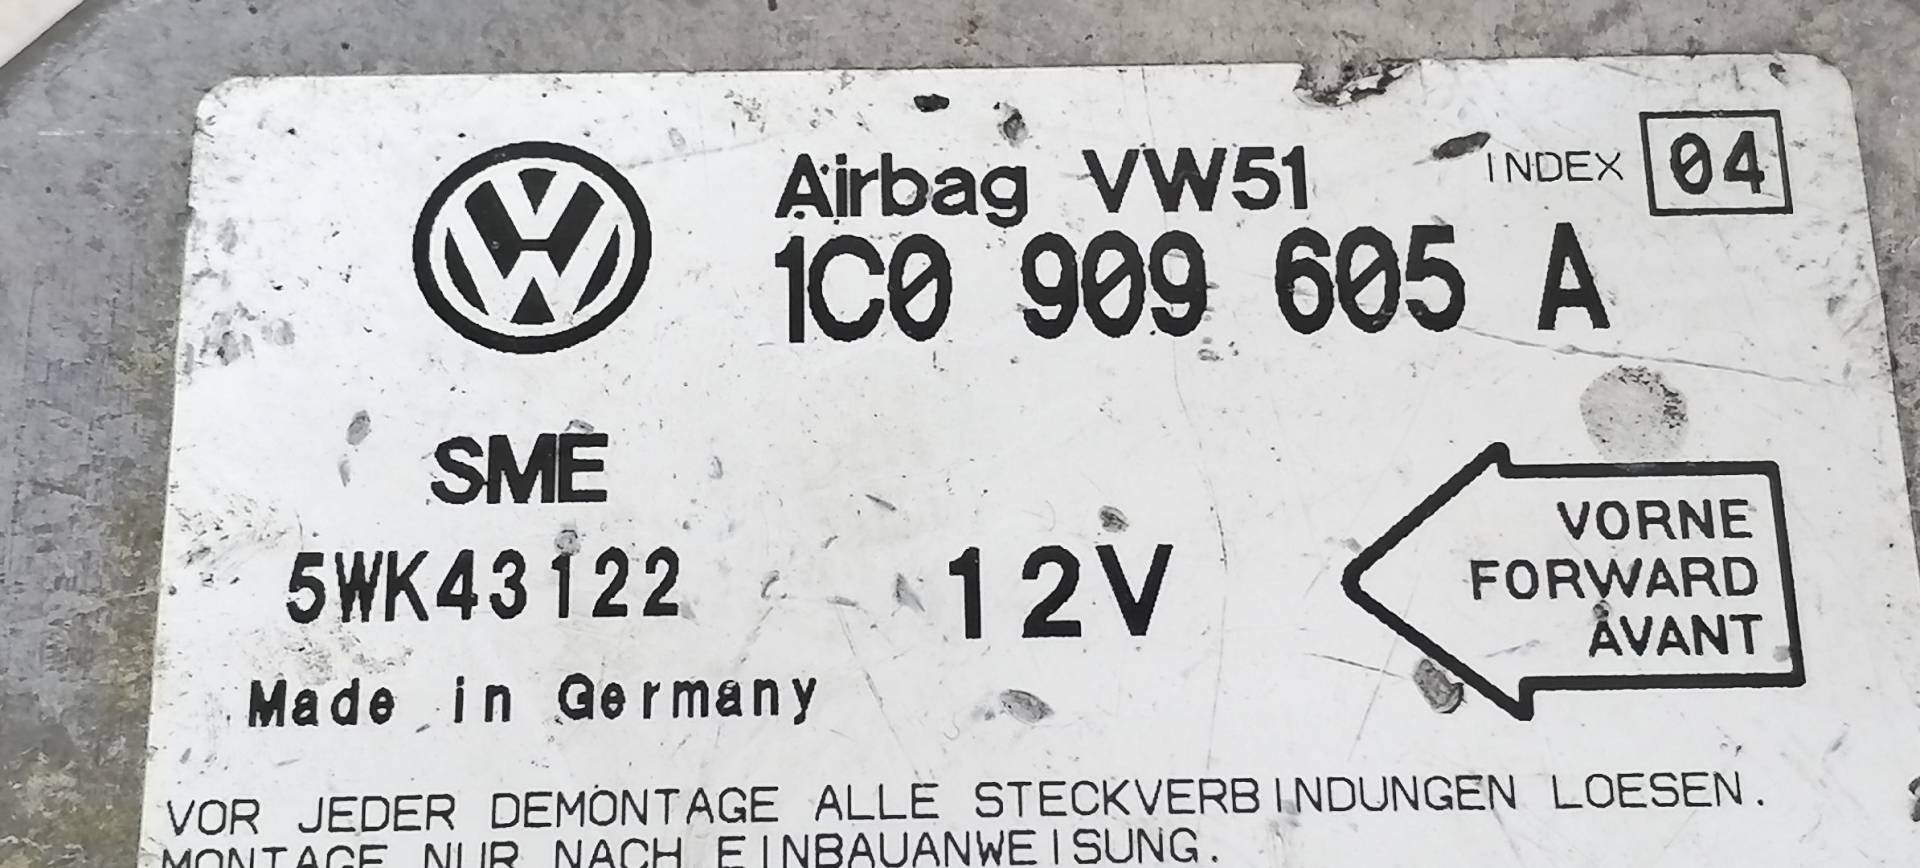 Airbag VW51 INDEX 04
1C0 909 605 A
SME
5WK43122 12V
VORNE
FORWARD
AVANT
Made in Germany
VOR JEDER DEMONTAGE ALLE STECKVERBINDUNGEN LOESEN.
MONTAGE NUR NACH EINBAUANWEISUNG.